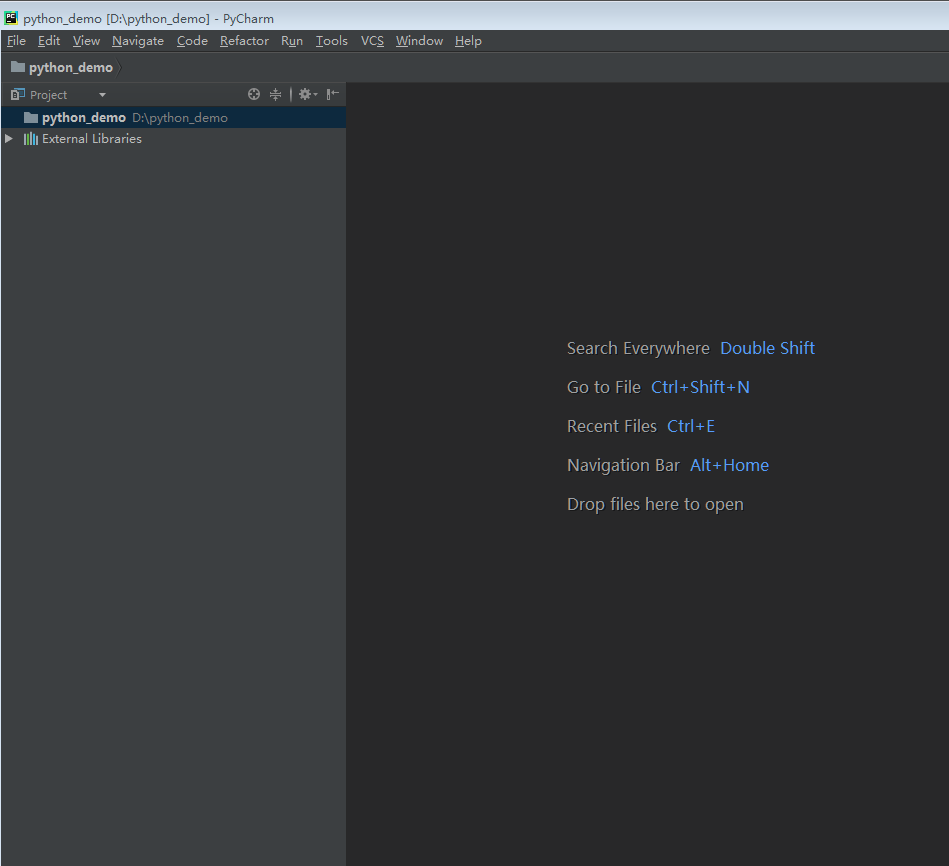 python_demo [D:\python_demo] - PyCharm
File Edit View Navigate Code Refactor Run Tools VCS Window Help
python_demo
Project
python_demo D:\python_demo
External Libraries
Search Everywhere Double Shift
Go to File Ctrl+Shift+N
Recent Files Ctrl+E
Navigation Bar Alt+Home
Drop files here to open